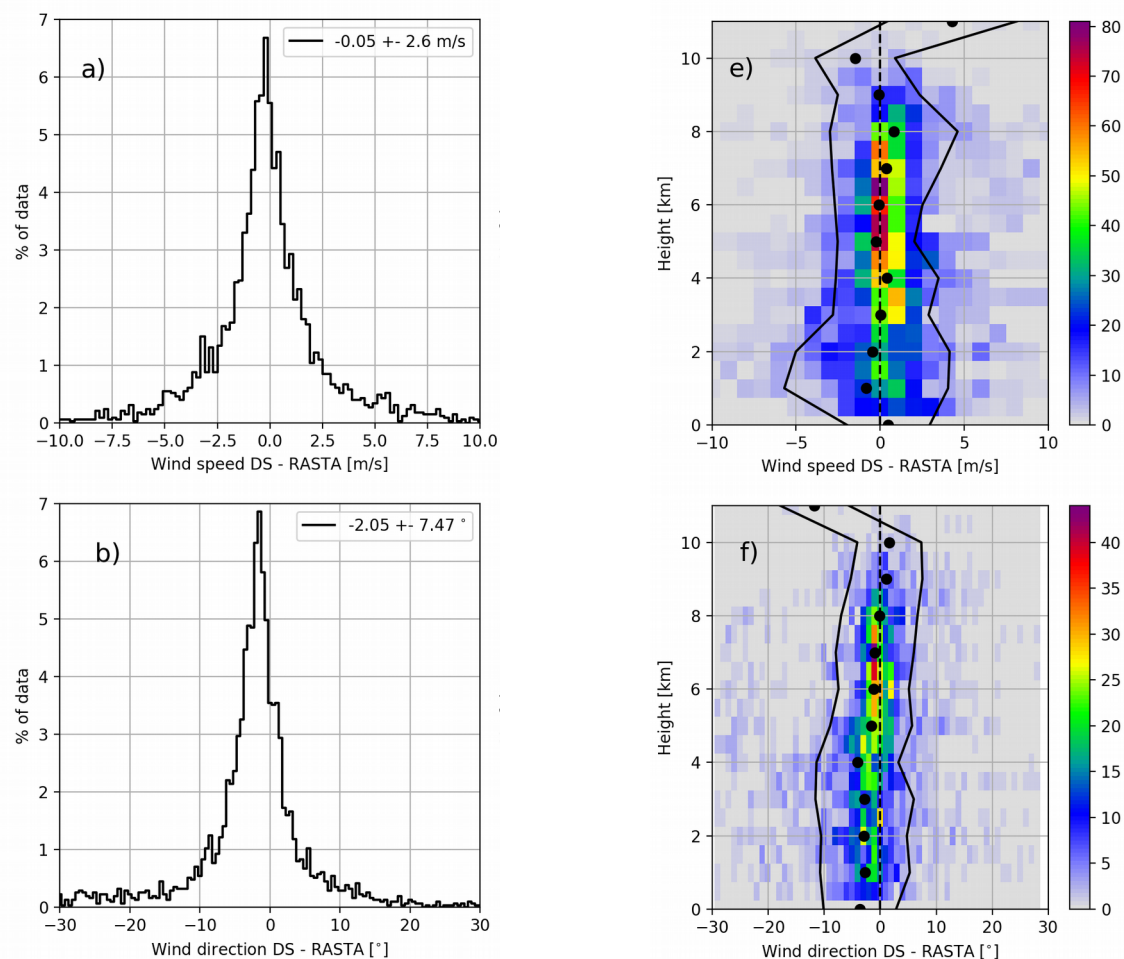 a)
-0.05 +- 2.6 m/s
7
6
5
4
3
2
1
0
% of data
−10.0 −7.5 −5.0 −2.5 0.0 2.5 5.0 7.5 10.0
Wind speed DS - RASTA [m/s]
e)
10
8
6
4
2
0
Height [km]
−10 −5 0 5 10
Wind speed DS - RASTA [m/s]
80
70
60
50
40
30
20
10
0
b)
-2.05 +- 7.47 °
7
6
5
4
3
2
1
0
% of data
−30 −20 −10 0 10 20 30
Wind direction DS - RASTA [°]
f)
10
8
6
4
2
0
Height [km]
−30 −20 −10 0 10 20 30
Wind direction DS - RASTA [°]
40
35
30
25
20
15
10
5
0